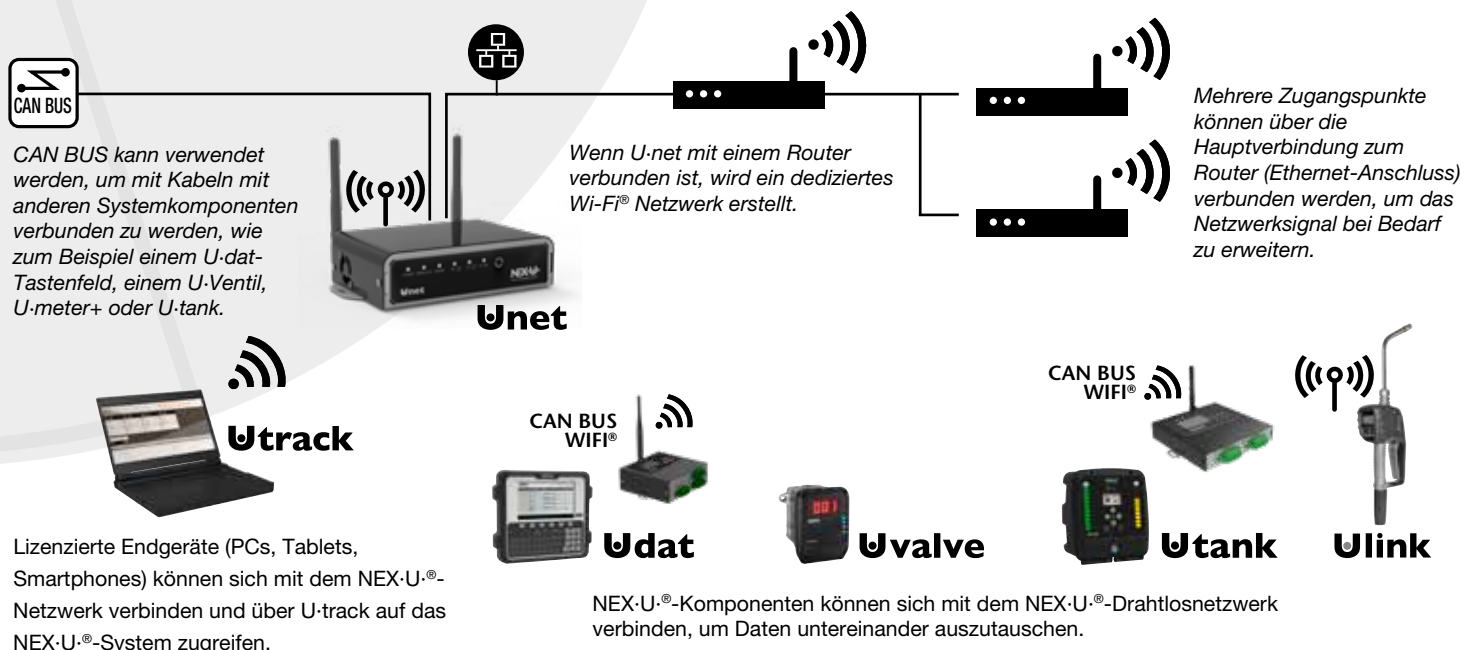 CAN BUS
CAN BUS kann verwendet
werden, um mit Kabeln mit
anderen Systemkomponenten
verbunden zu werden, wie
zum Beispiel einem U·dat-
Tastenfeld, einem U·Ventil,
U·meter+ oder U·tank.
Unet
NEX·U·
Unet
Wenn U·net mit einem Router
verbunden ist, wird ein dediziertes
Wi-Fi® Netzwerk erstellt.
Mehrere Zugangspunkte
können über die
Hauptverbindung zum
Router (Ethernet-Anschluss)
verbunden werden, um das
Netzwerksignal bei Bedarf
zu erweitern.
Utrack
Lizenzierte Endgeräte (PCs, Tablets,
Smartphones) können sich mit dem NEX·U·®-
Netzwerk verbinden und über U·track auf das
NEX·U·®-System zugreifen.
CAN BUS
WIFI®
Udat
001
Uvalve
CAN BUS
WIFI®
Utank
Ulink
NEX·U·®-Komponenten können sich mit dem NEX·U·®-Drahtlosnetzwerk
verbinden, um Daten untereinander auszutauschen.